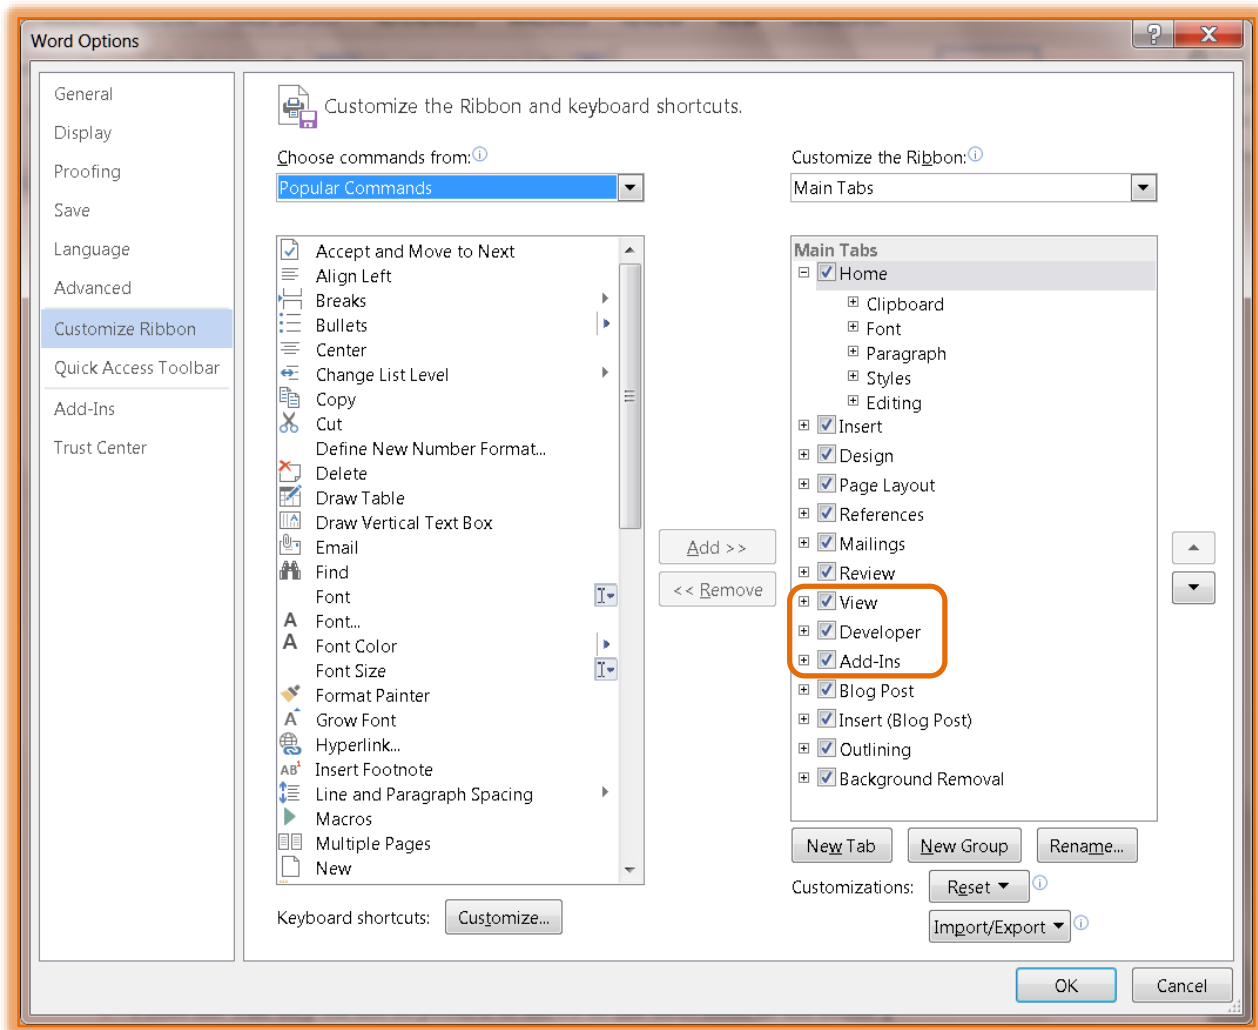 Word Options
General
Display
Proofing
Save
Language
Advanced
Customize Ribbon
Quick Access Toolbar
Add-Ins
Trust Center
Customize the Ribbon and keyboard shortcuts.
Choose commands from:
Popular Commands
Accept and Move to Next
Align Left
Breaks
Bullets
Center
Change List Level
Copy
Cut
Define New Number Format...
Delete
Draw Table
Draw Vertical Text Box
Email
Find
Font
Font...
Font Color
Font Size
Format Painter
Grow Font
Hyperlink...
Insert Footnote
Line and Paragraph Spacing
Macros
Multiple Pages
New
Keyboard shortcuts: Customize...
Add >>
<< Remove
Customize the Ribbon:
Main Tabs
Main Tabs
Home
Clipboard
Font
Paragraph
Styles
Editing
Insert
Design
Page Layout
References
Mailings
Review
View
Developer
Add-Ins
Blog Post
Insert (Blog Post)
Outlining
Background Removal
New Tab New Group Rename...
Customizations: Reset
Import/Export
OK Cancel